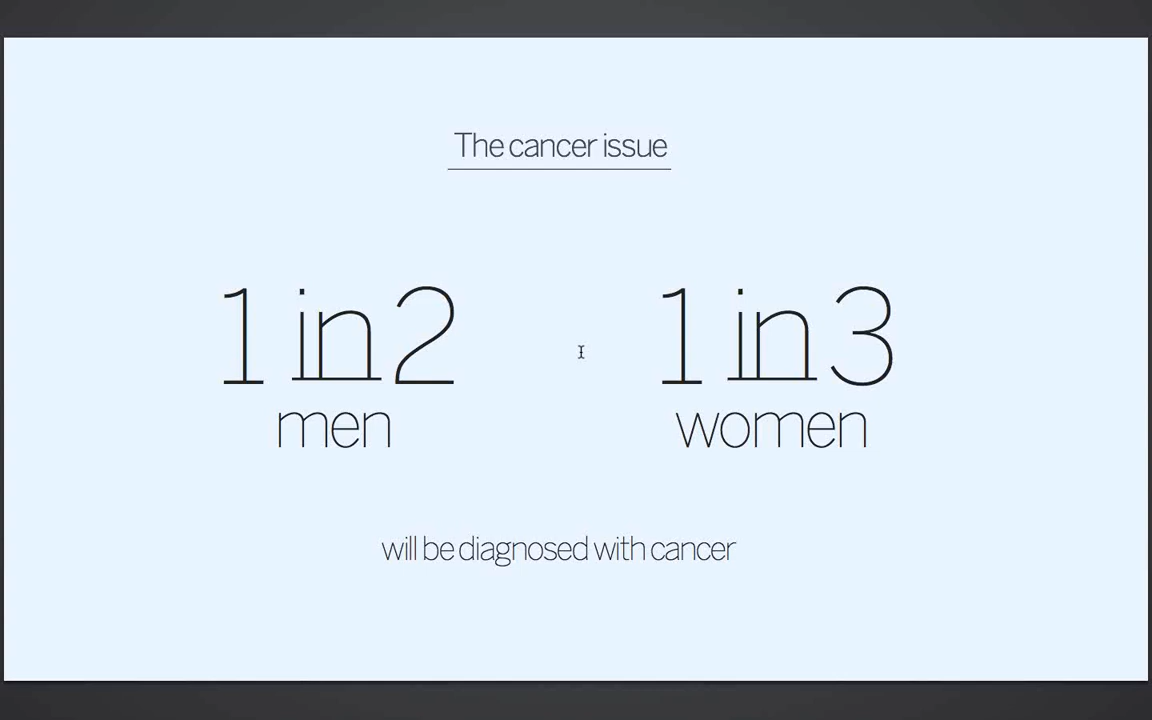 The cancer issue
1 in 2
men
1 in 3
women
will be diagnosed with cancer